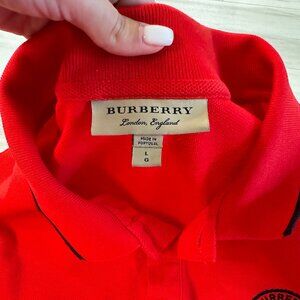 BURBERRY
London, England
MADE IN
PORTUGAL
L
G